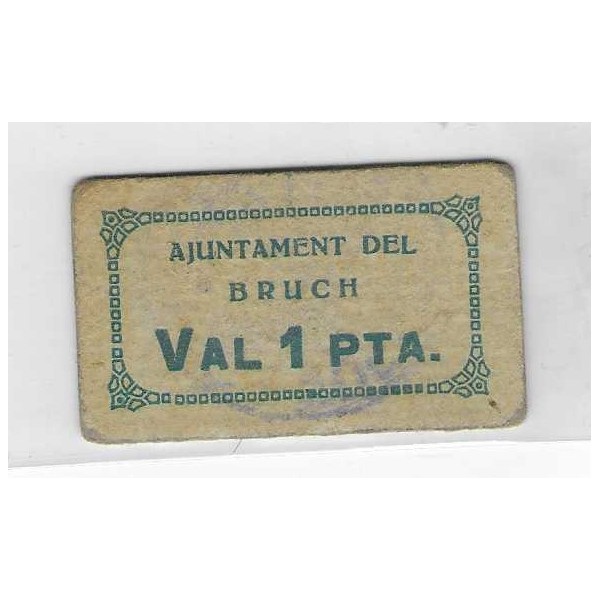 AJUNTAMENT DEL
BRUCH
VAL 1 PTA.